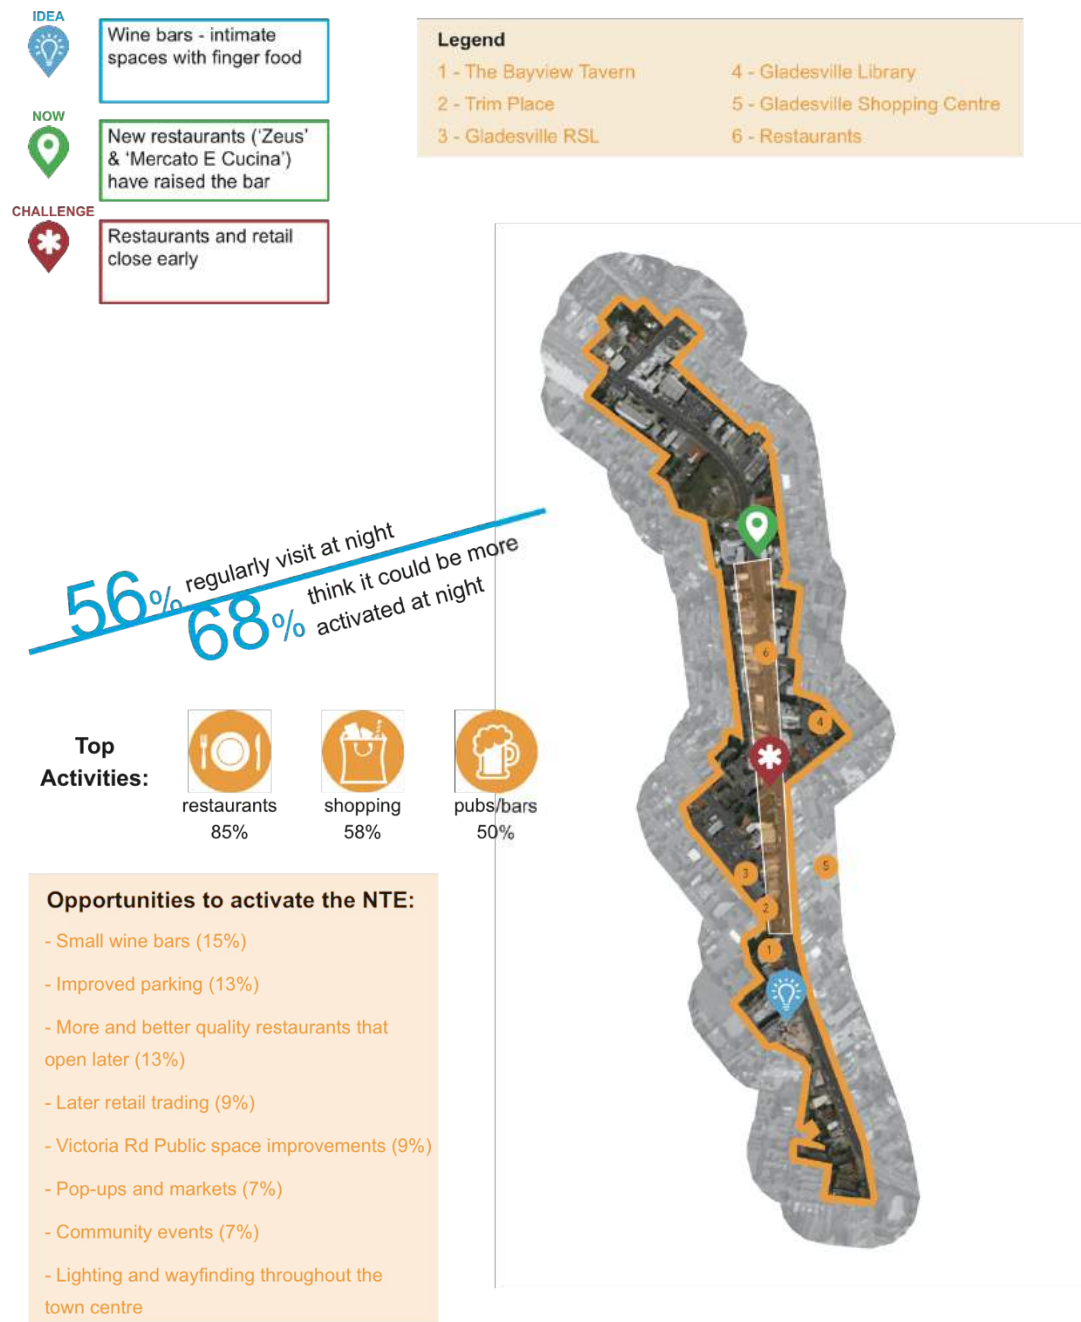 IDEA
Wine bars - intimate
spaces with finger food
NOW
New restaurants ('Zeus'
& 'Mercato E Cucina')
have raised the bar
CHALLENGE
Restaurants and retail
close early
Legend
1 - The Bayview Tavern
2 - Trim Place
3 - Gladesville RSL
4 - Gladesville Library
5 - Gladesville Shopping Centre
6 - Restaurants
56% regularly visit at night
68% think it could be more
activated at night
Top
Activities:
restaurants
85%
shopping
58%
pubs/bars
50%
6
4
5
3
2
1
Opportunities to activate the NTE:
- Small wine bars (15%)
- Improved parking (13%)
- More and better quality restaurants that
open later (13%)
- Later retail trading (9%)
- Victoria Rd Public space improvements (9%)
- Pop-ups and markets (7%)
- Community events (7%)
- Lighting and wayfinding throughout the
town centre